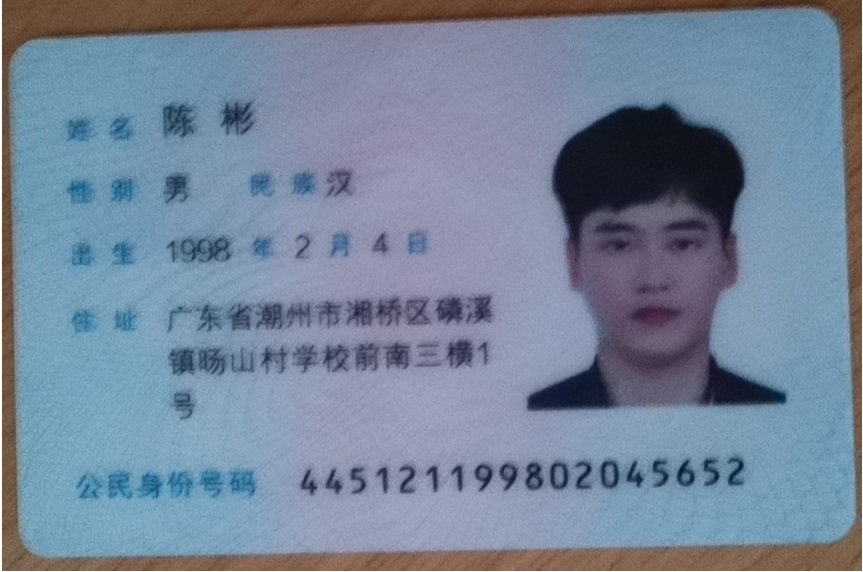 姓名 陈彬
性别 男 民族 汉
出生 1998 年 2 月 4 日
住址 广东省潮州市湘桥区磷溪
镇旸山村学校前南三横1
号
公民身份号码 445121199802045652